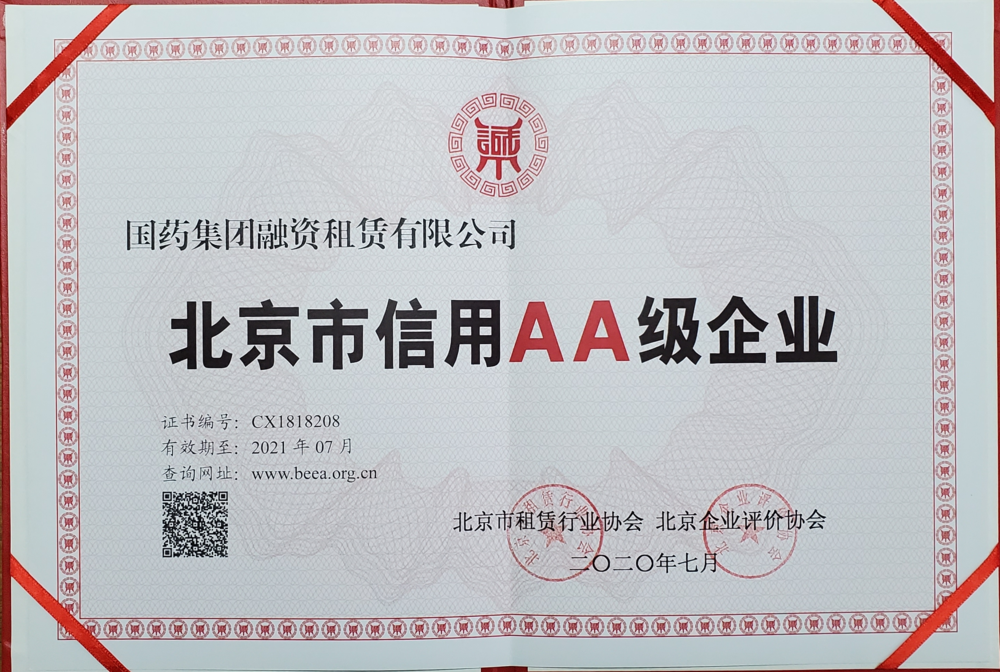 誠
国药集团融资租赁有限公司
北京市信用AA级企业
证书编号：CX1818208
有效期至：2021年07月
查询网址：www.beea.org.cn
北京市租赁行业协会 北京企业评价协会
二〇二〇年七月